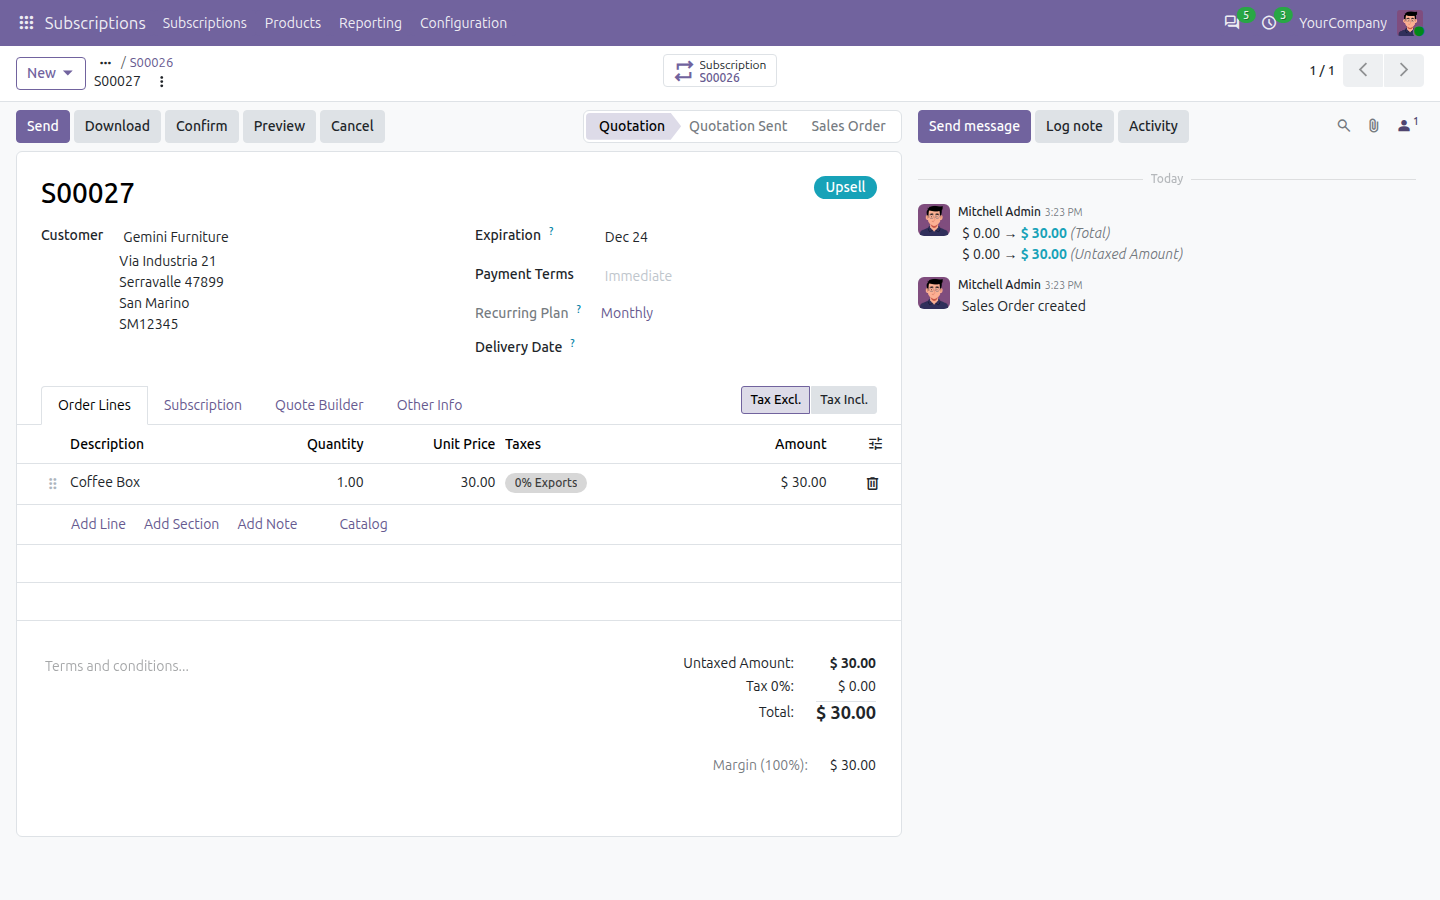 Subscriptions Subscriptions Products Reporting Configuration 5 3 YourCompany
New ... / S00026
S00027
Subscription
S00026
1 / 1
Send Download Confirm Preview Cancel
Quotation Quotation Sent Sales Order
Send message Log note Activity 1
S00027
Upsell
Customer Gemini Furniture
Via Industria 21
Serravalle 47899
San Marino
SM12345
Expiration ? Dec 24
Payment Terms Immediate
Recurring Plan ? Monthly
Delivery Date ?
Order Lines Subscription Quote Builder Other Info
Tax Excl. Tax Incl.
Description Quantity Unit Price Taxes Amount
Coffee Box 1.00 30.00 0% Exports $ 30.00
Add Line Add Section Add Note Catalog
Terms and conditions...
Untaxed Amount: $ 30.00
Tax 0%: $ 0.00
Total: $ 30.00
Margin (100%): $ 30.00
Today
Mitchell Admin 3:23 PM
$ 0.00 → $ 30.00 (Total)
$ 0.00 → $ 30.00 (Untaxed Amount)
Mitchell Admin 3:23 PM
Sales Order created